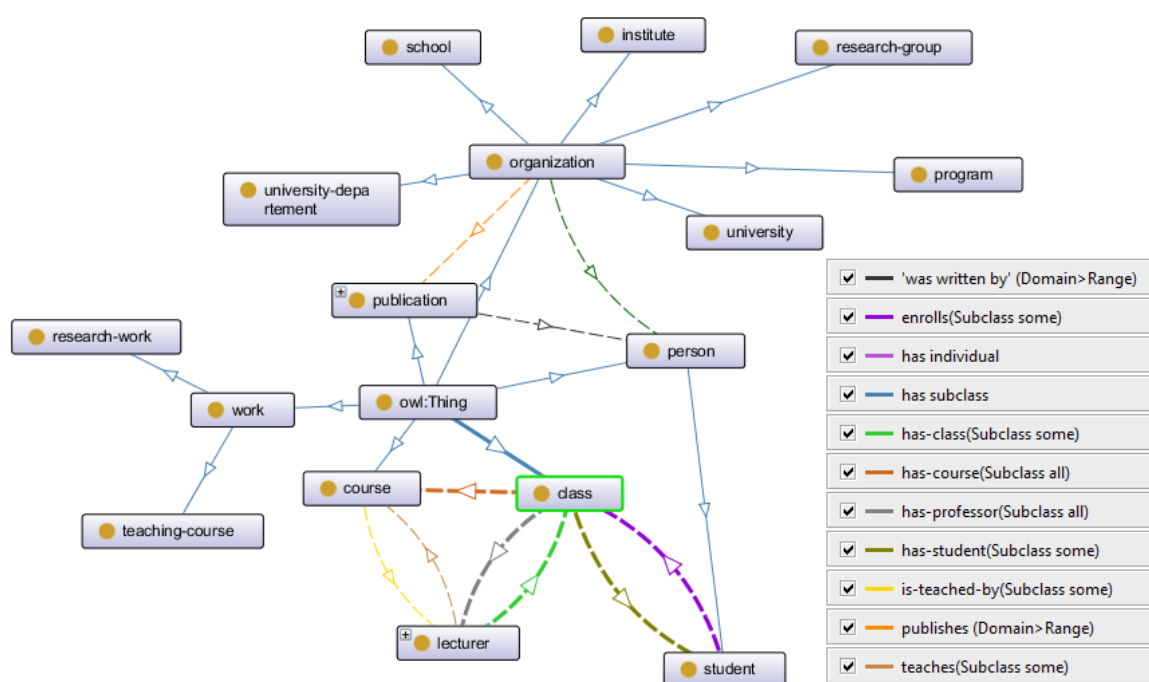 school
institute
research-group
organization
university-depa
rtement
program
university
publication
person
research-work
work
owl:Thing
course
class
teaching-course
lecturer
student
'was written by' (Domain>Range)
enrolls(Subclass some)
has individual
has subclass
has-class(Subclass some)
has-course(Subclass all)
has-professor(Subclass all)
has-student(Subclass some)
is-teached-by(Subclass some)
publishes (Domain>Range)
teaches(Subclass some)